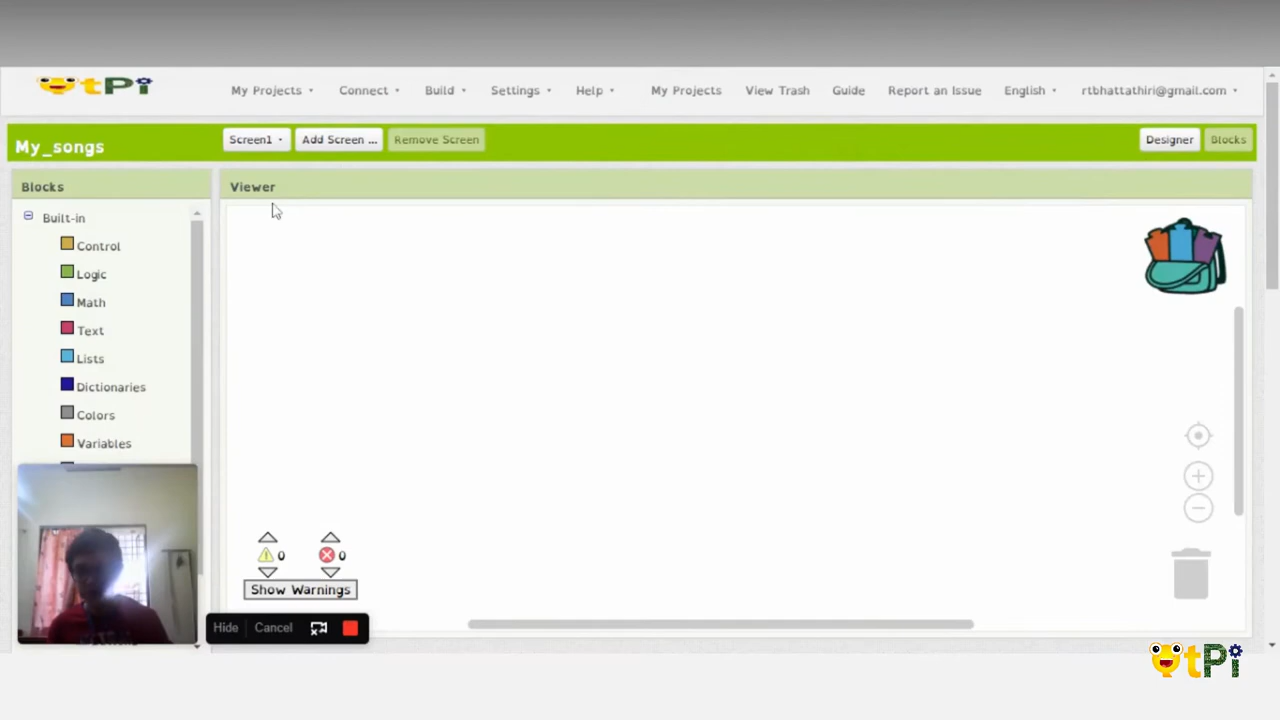 tPi
My Projects Connect Build Settings Help My Projects View Trash Guide Report an Issue English rtbhattathiri@gmail.com
My_songs Screen1 Add Screen ... Remove Screen Designer Blocks
Blocks Viewer
Built-in
Control
Logic
Math
Text
Lists
Dictionaries
Colors
Variables
0 0
Show Warnings
Hide Cancel
tPi